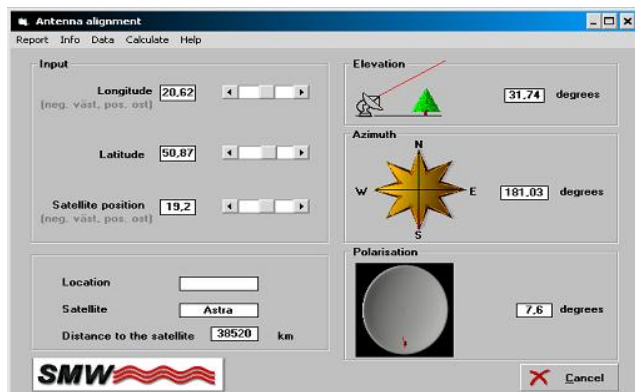 Antenna alignment
Report Info Data Calculate Help
Input
Longitude 20,62
(neg. väst, pos. ost)
Latitude 50,87
Satellite position 19,2
(neg. väst, pos. ost)
Location
Satellite Astra
Distance to the satellite 38520 km
SMW
Elevation
31,74 degrees
Azimuth
N
W E
S
181,03 degrees
Polarisation
7,6 degrees
Cancel